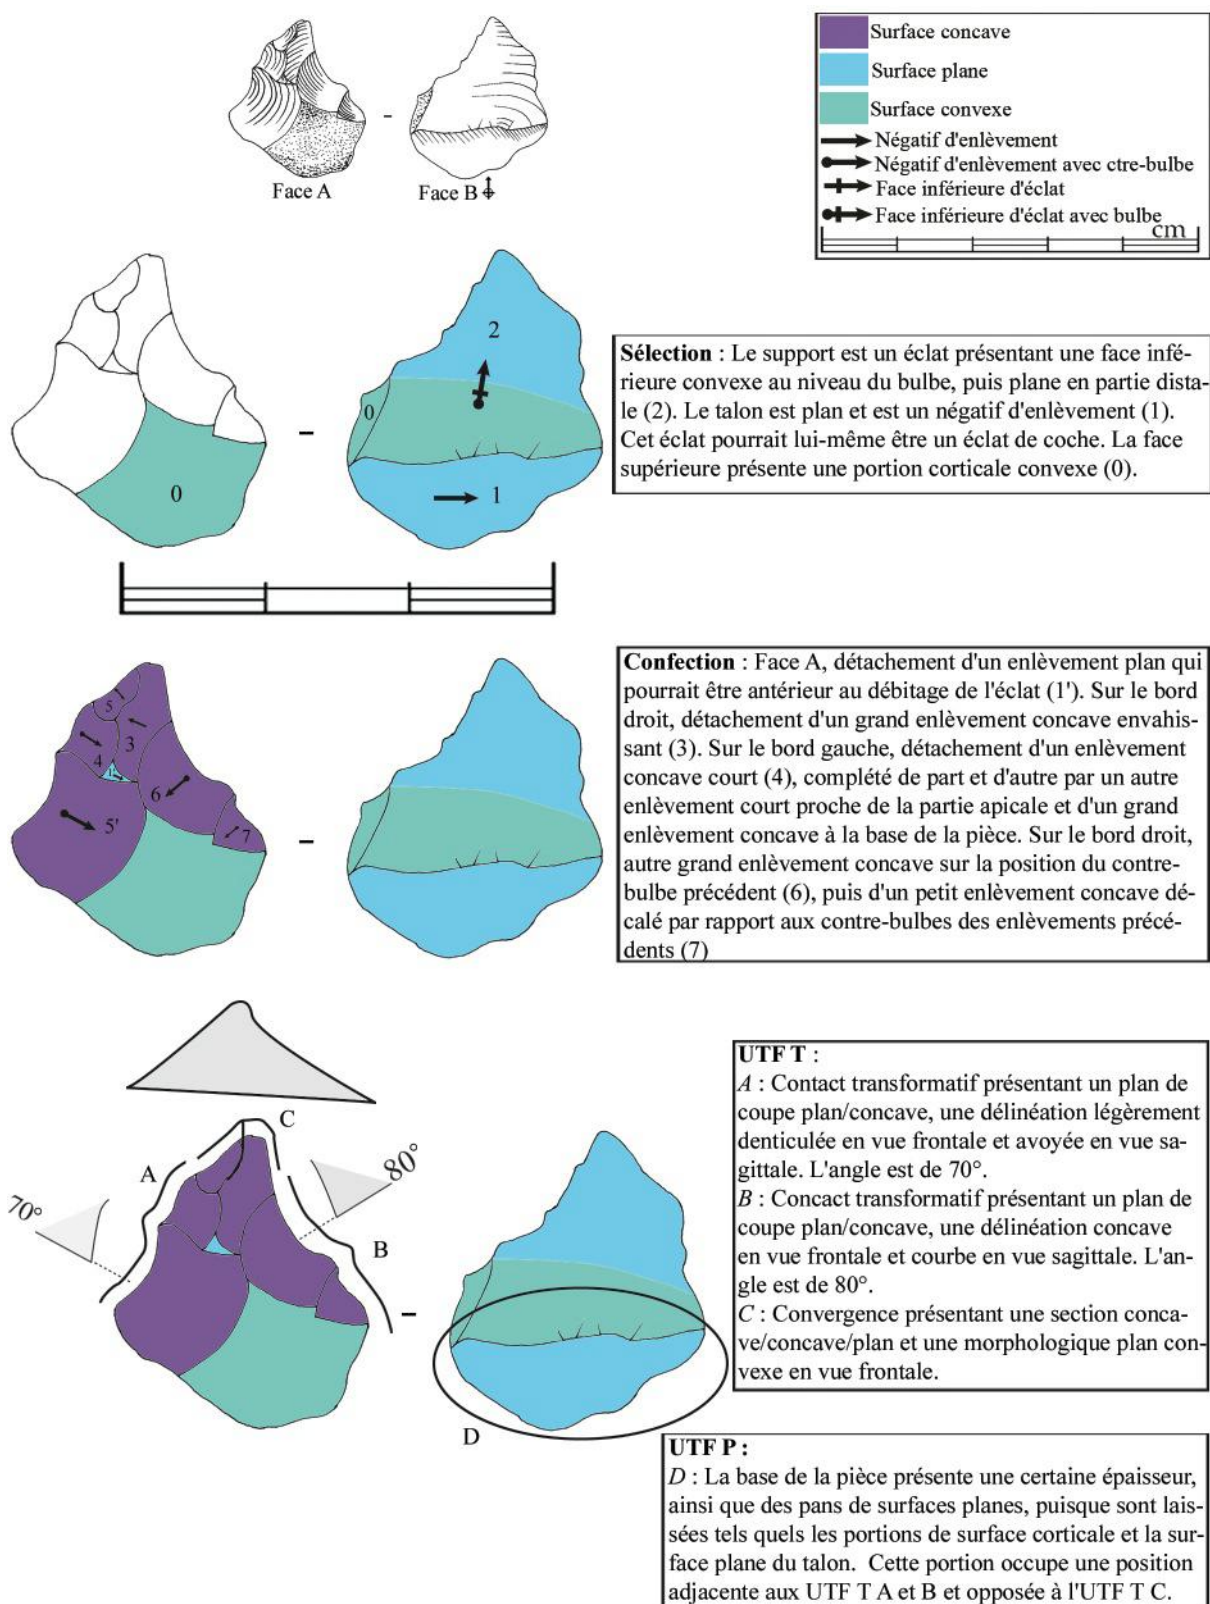 Surface concave
Surface plane
Surface convexe
Négatif d'enlèvement
Négatif d'enlèvement avec ctre-bulbe
Face inférieure d'éclat
Face inférieure d'éclat avec bulbe
cm
Face A
-
Face B
0
-
0
2
1
Sélection : Le support est un éclat présentant une face infé-
rieure convexe au niveau du bulbe, puis plane en partie dista-
le (2). Le talon est plan et est un négatif d'enlèvement (1).
Cet éclat pourrait lui-même être un éclat de coche. La face
supérieure présente une portion corticale convexe (0).
5
3
4
1'
6
5'
7
-
Confection : Face A, détachement d'un enlèvement plan qui
pourrait être antérieur au débitage de l'éclat (1'). Sur le bord
droit, détachement d'un grand enlèvement concave envahis-
sant (3). Sur le bord gauche, détachement d'un enlèvement
concave court (4), complété de part et d'autre par un autre
enlèvement court proche de la partie apicale et d'un grand
enlèvement concave à la base de la pièce. Sur le bord droit,
autre grand enlèvement concave sur la position du contre-
bulbe précédent (6), puis d'un petit enlèvement concave dé-
calé par rapport aux contre-bulbes des enlèvements précé-
dents (7)
C
A
70°
80°
B
-
D
UTF T :
A : Contact transformatif présentant un plan de
coupe plan/concave, une délinéation légèrement
denticulée en vue frontale et avoyée en vue sa-
gittale. L'angle est de 70°.
B : Concact transformatif présentant un plan de
coupe plan/concave, une délinéation concave
en vue frontale et courbe en vue sagittale. L'an-
gle est de 80°.
C : Convergence présentant une section conca-
ve/concave/plan et une morphologique plan con-
vexe en vue frontale.
UTF P :
D : La base de la pièce présente une certaine épaisseur,
ainsi que des pans de surfaces planes, puisque sont lais-
sées tels quels les portions de surface corticale et la sur-
face plane du talon. Cette portion occupe une position
adjacente aux UTF T A et B et opposée à l'UTF T C.